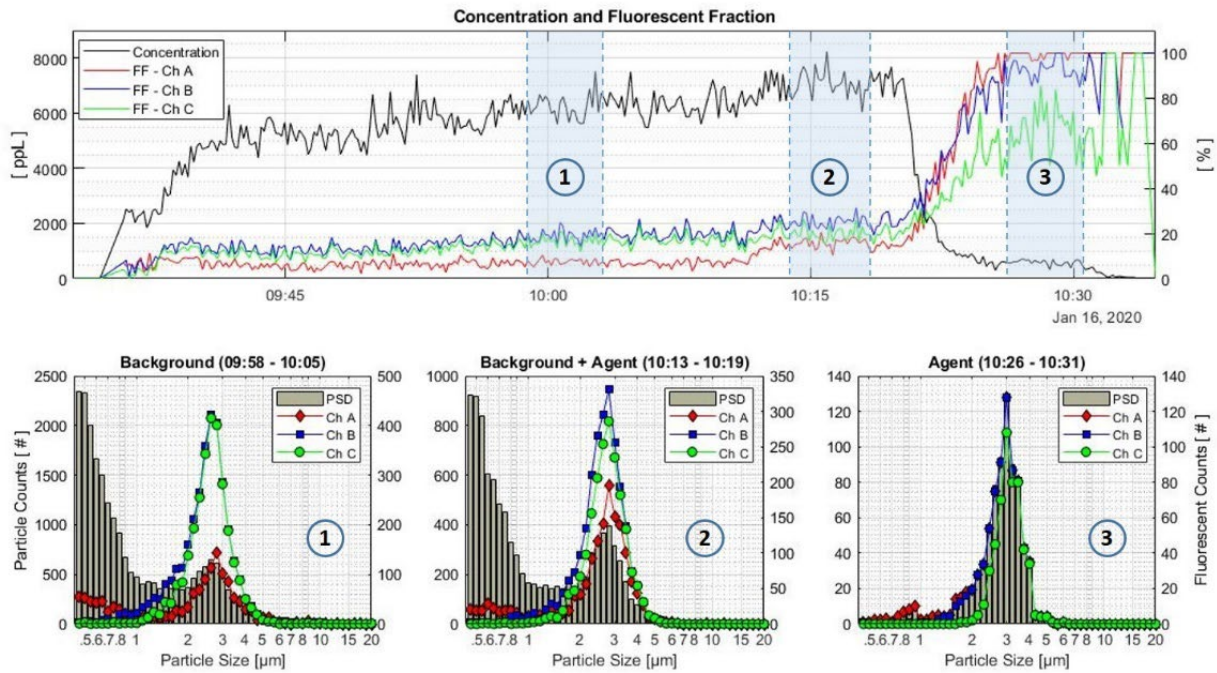 Concentration and Fluorescent Fraction
Concentration
FF - Ch A
FF - Ch B
FF - Ch C
[ ppL ]
8000
6000
4000
2000
0
[ % ]
100
80
60
40
20
0
1
2
3
09:45
10:00
10:15
10:30
Jan 16, 2020
Background (09:58 - 10:05)
Particle Counts [ # ]
2500
2000
1500
1000
500
0
500
400
300
200
100
0
PSD
Ch A
Ch B
Ch C
1
.5.6.7.8 1 2 3 4 5 6 7 8 10 15 20
Particle Size [µm]
Background + Agent (10:13 - 10:19)
1000
800
600
400
200
0
350
300
250
200
150
100
50
0
PSD
Ch A
Ch B
Ch C
2
.5.6.7.8 1 2 3 4 5 6 7 8 10 15 20
Particle Size [µm]
Agent (10:26 - 10:31)
140
120
100
80
60
40
20
0
140
120
100
80
60
40
20
0
Fluorescent Counts [ # ]
PSD
Ch A
Ch B
Ch C
3
.5.6.7.8 1 2 3 4 5 6 7 8 10 15 20
Particle Size [µm]